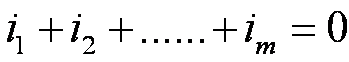 i₁ + i₂ + ...... + iₘ = 0